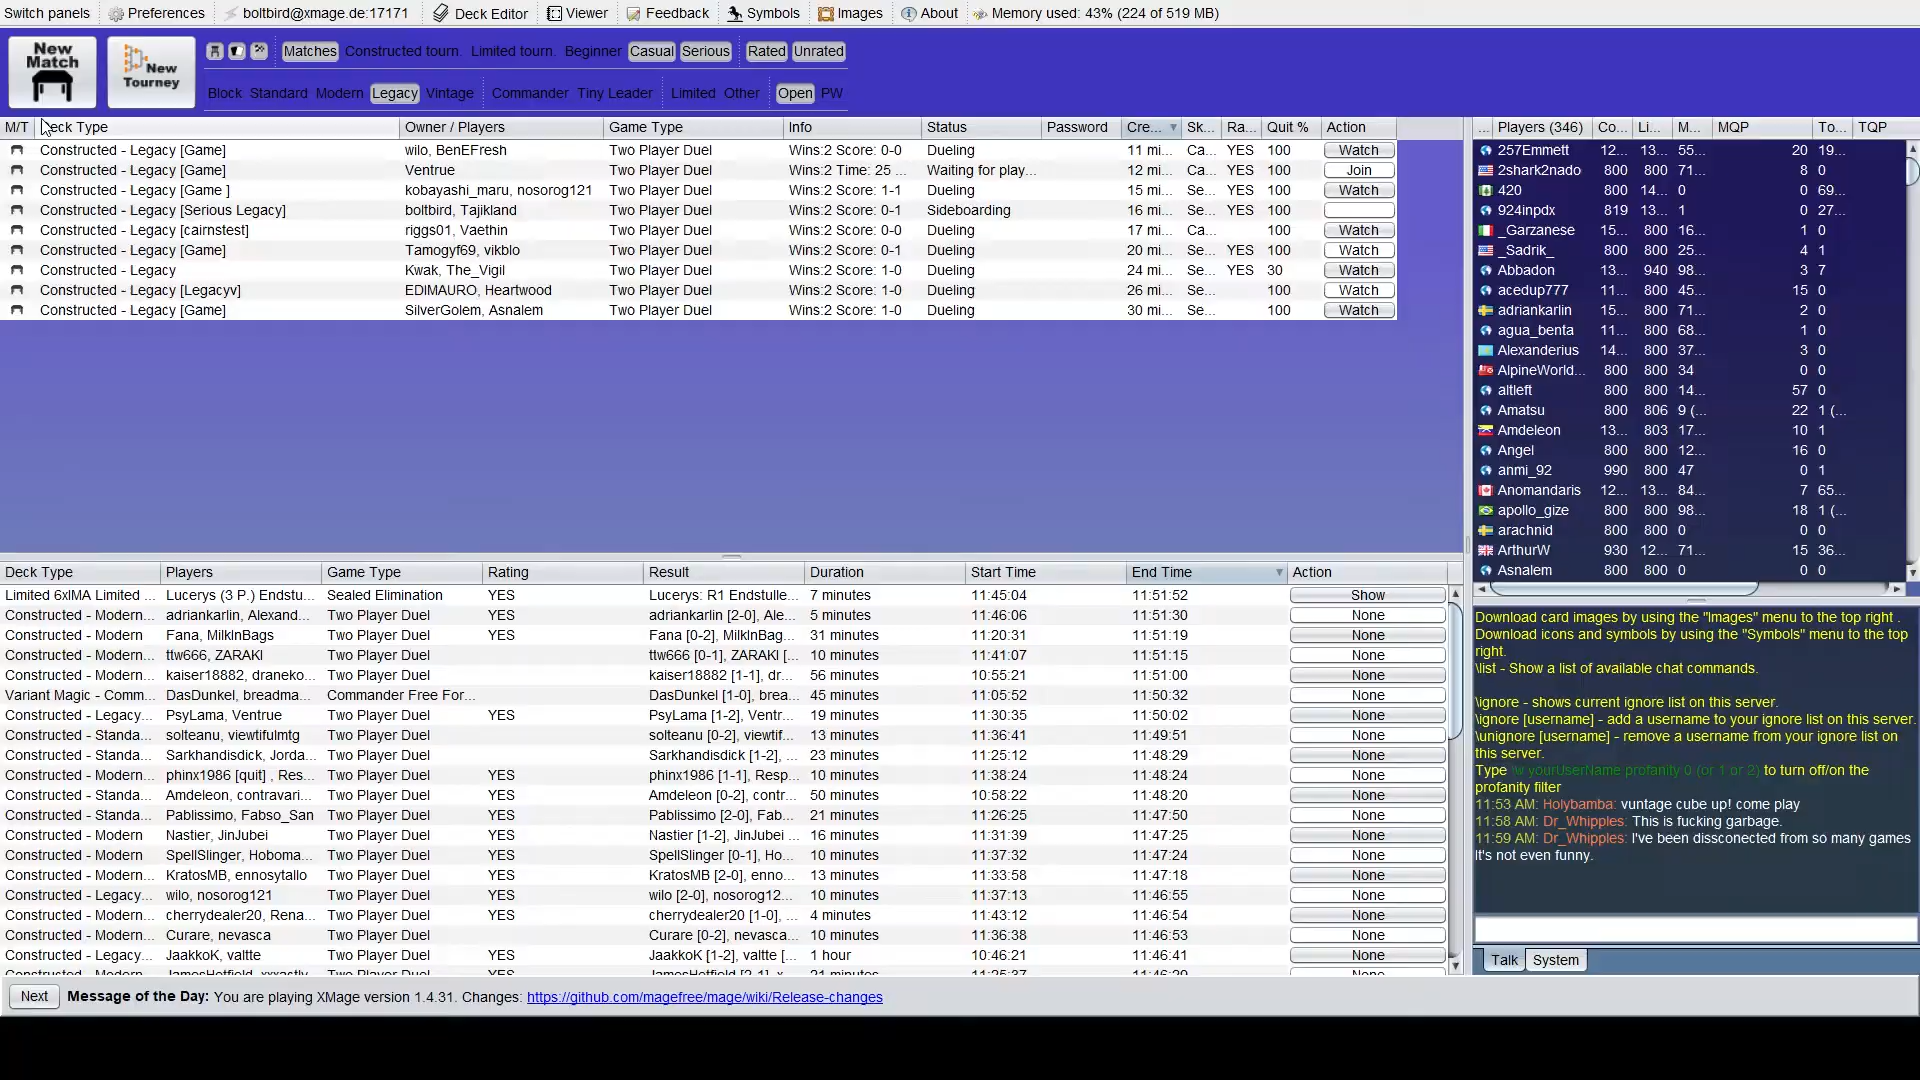 Switch panels Preferences boltbird@xmage.de:17171 Deck Editor Viewer Feedback Symbols Images About Memory used: 43% (224 of 519 MB)
New Match New Tourney
Matches Constructed tourn. Limited tourn. Beginner Casual Serious Rated Unrated
Block Standard Modern Legacy Vintage Commander Tiny Leader Limited Other Open PW
M/T Deck Type Owner / Players Game Type Info Status Password Cre... Sk... Ra... Quit % Action
Constructed - Legacy [Game] wilo, BenEFresh Two Player Duel Wins:2 Score: 0-0 Dueling 11 mi... Ca... YES 100 Watch
Constructed - Legacy [Game] Ventrue Two Player Duel Wins:2 Time: 25 ... Waiting for play... 12 mi... Ca... YES 100 Join
Constructed - Legacy [Game ] kobayashi_maru, nosorog121 Two Player Duel Wins:2 Score: 1-1 Dueling 15 mi... Se... YES 100 Watch
Constructed - Legacy [Serious Legacy] boltbird, Tajikland Two Player Duel Wins:2 Score: 0-1 Sideboarding 16 mi... Se... YES 100
Constructed - Legacy [cairnstest] riggs01, Vaethin Two Player Duel Wins:2 Score: 0-0 Dueling 17 mi... Ca... 100 Watch
Constructed - Legacy [Game] Tamogyf69, vikblo Two Player Duel Wins:2 Score: 0-1 Dueling 20 mi... Se... YES 100 Watch
Constructed - Legacy Kwak, The_Vigil Two Player Duel Wins:2 Score: 1-0 Dueling 24 mi... Se... YES 30 Watch
Constructed - Legacy [Legacyv] EDIMAURO, Heartwood Two Player Duel Wins:2 Score: 1-0 Dueling 26 mi... Se... 100 Watch
Constructed - Legacy [Game] SilverGolem, Asnalem Two Player Duel Wins:2 Score: 1-0 Dueling 30 mi... Se... 100 Watch
Deck Type Players Game Type Rating Result Duration Start Time End Time Action
Limited 6xIMA Limited ... Lucerys (3 P.) Endstu... Sealed Elimination YES Lucerys: R1 Endstulle... 7 minutes 11:45:04 11:51:52 Show
Constructed - Modern... adriankarlin, Alexand... Two Player Duel YES adriankarlin [2-0], Ale... 5 minutes 11:46:06 11:51:30 None
Constructed - Modern Fana, MilkInBags Two Player Duel YES Fana [0-2], MilkInBag... 31 minutes 11:20:31 11:51:19 None
Constructed - Modern... ttw666, ZARAKI Two Player Duel ttw666 [0-1], ZARAKI [... 10 minutes 11:41:07 11:51:15 None
Constructed - Modern... kaiser18882, draneko... Two Player Duel kaiser18882 [1-1], dr... 56 minutes 10:55:21 11:51:00 None
Variant Magic - Comm... DasDunkel, breadma... Commander Free For... DasDunkel [1-0], brea... 45 minutes 11:05:52 11:50:32 None
Constructed - Legacy... PsyLama, Ventrue Two Player Duel YES PsyLama [1-2], Ventr... 19 minutes 11:30:35 11:50:02 None
Constructed - Standa... solteanu, viewtifulmtg Two Player Duel solteanu [0-2], viewtif... 13 minutes 11:36:41 11:49:51 None
Constructed - Standa... Sarkhandisdick, Jorda... Two Player Duel Sarkhandisdick [1-2],... 23 minutes 11:25:12 11:48:29 None
Constructed - Modern... phinx1986 [quit] , Res... Two Player Duel YES phinx1986 [1-1], Resp... 10 minutes 11:38:24 11:48:24 None
Constructed - Standa... Amdeleon, contravari... Two Player Duel YES Amdeleon [0-2], contr... 50 minutes 10:58:22 11:48:20 None
Constructed - Standa... Pablissimo, Fabso_San Two Player Duel YES Pablissimo [2-0], Fab... 21 minutes 11:26:25 11:47:50 None
Constructed - Modern Nastier, JinJubei Two Player Duel YES Nastier [1-2], JinJubei ... 16 minutes 11:31:39 11:47:25 None
Constructed - Modern SpellSlinger, Hoboma... Two Player Duel YES SpellSlinger [0-1], Ho... 10 minutes 11:37:32 11:47:24 None
Constructed - Modern KratosMB, ennosytallo Two Player Duel YES KratosMB [2-0], enno... 13 minutes 11:33:58 11:47:18 None
Constructed - Legacy... wilo, nosorog121 Two Player Duel YES wilo [2-0], nosorog12... 10 minutes 11:37:13 11:46:55 None
Constructed - Modern... cherrydealer20, Rena... Two Player Duel YES cherrydealer20 [1-0], ... 4 minutes 11:43:12 11:46:54 None
Constructed - Modern... Curare, nevasca Two Player Duel Curare [0-2], nevasca... 10 minutes 11:36:38 11:46:53 None
Constructed - Legacy... JaakkoK, valtte Two Player Duel YES JaakkoK [1-2], valtte [... 1 hour 10:46:21 11:46:41 None
... Players (346) Co... Li... M... MQP To... TQP
257Emmett 12... 13... 55... 20 19...
2shark2nado 800 800 71... 8 0
420 800 14... 0 0 69...
924inpdx 819 13... 1 0 27...
_Garzanese 15... 800 16... 1 0
_Sadrik_ 800 800 25... 4 1
Abbadon 13... 940 98... 3 7
acedup777 11... 800 45... 15 0
adriankarlin 15... 800 71... 2 0
agua_benta 11... 800 68... 1 0
Alexanderius 14... 800 37... 3 0
AlpineWorld... 800 800 34 0 0
altleft 800 800 14... 57 0
Amatsu 800 806 9 (... 22 1 (...
Amdeleon 13... 803 17... 10 1
Angel 800 800 12... 16 0
anmi_92 990 800 47 0 1
Anomandaris 12... 13... 84... 7 65...
apollo_gize 800 800 98... 18 1 (...
arachnid 800 800 0 0 0
ArthurW 930 12... 71... 15 36...
Asnalem 800 800 0 0 0
Download card images by using the "Images" menu to the top right .
Download icons and symbols by using the "Symbols" menu to the top
right.
\list - Show a list of available chat commands.
\ignore - shows current ignore list on this server.
\ignore [username] - add a username to your ignore list on this server.
\unignore [username] - remove a username from your ignore list on
this server.
Type \w yourUserName profanity 0 (or 1 or 2) to turn off/on the
profanity filter
11:53 AM: Holybamba: vuntage cube up! come play
11:58 AM: Dr_Whipples: This is fucking garbage.
11:59 AM: Dr_Whipples: I've been dissconected from so many games
It's not even funny.
Talk System
Next Message of the Day: You are playing XMage version 1.4.31. Changes: https://github.com/magefree/mage/wiki/Release-changes